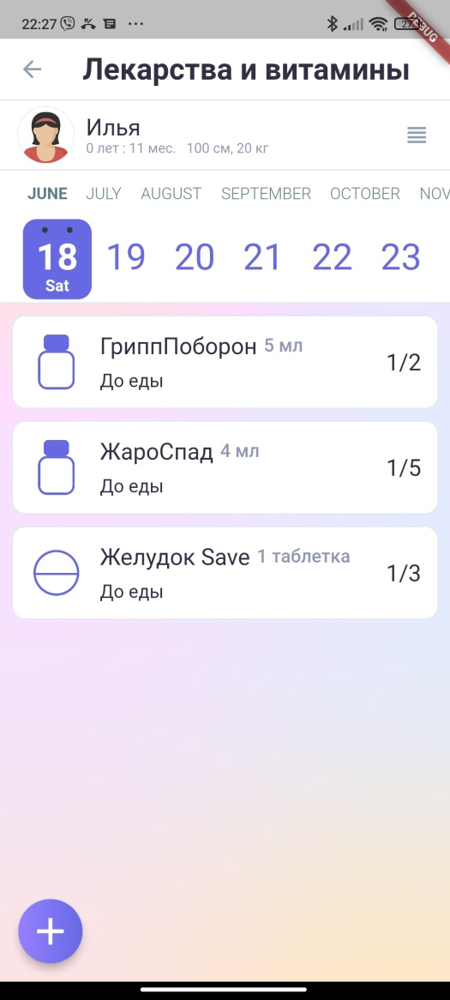 22:27
27
DEBUG
Лекарства и витамины
Илья
0 лет : 11 мес. 100 см, 20 кг
JUNE JULY AUGUST SEPTEMBER OCTOBER NOV
18 19 20 21 22 23
Sat
ГриппПоборон 5 мл
1/2
До еды
ЖароСпад 4 мл
1/5
До еды
Желудок Save 1 таблетка
1/3
До еды